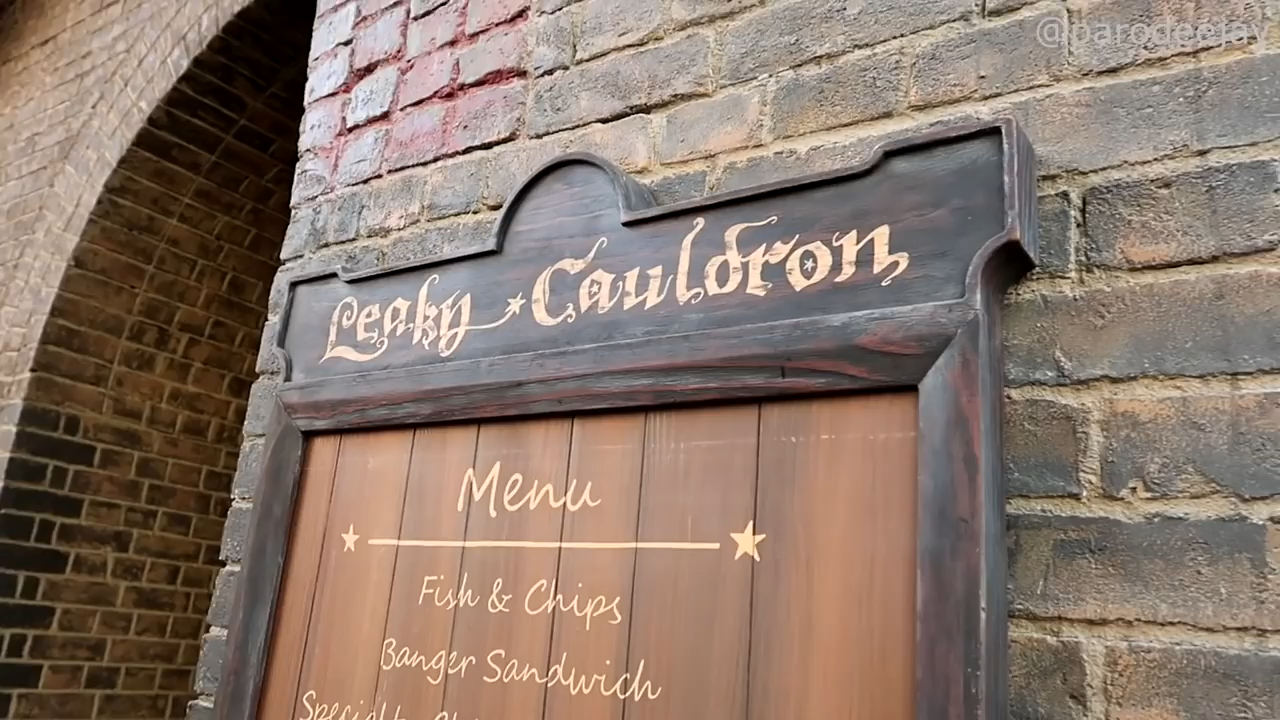 @parodeejay
Leaky Cauldron
Menu
Fish & Chips
Banger Sandwich